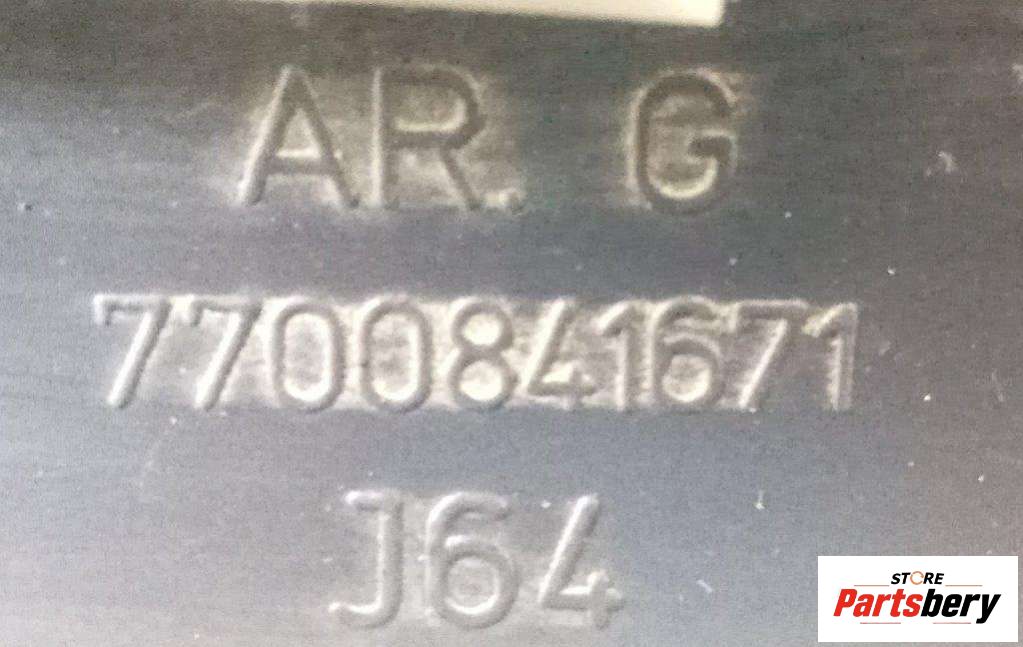 AR. G
7700841671
J64
STORE
Partsbery